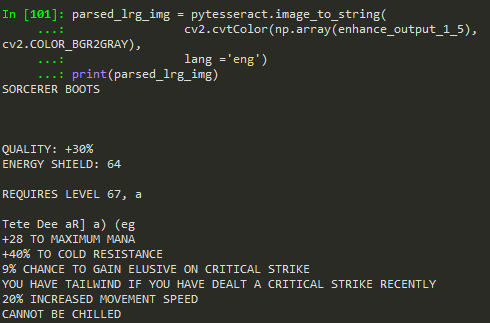 In [101]: parsed_lrg_img = pytesseract.image_to_string(
...: cv2.cvtColor(np.array(enhance_output_1_5),
cv2.COLOR_BGR2GRAY),
...: lang ='eng')
...: print(parsed_lrg_img)
SORCERER BOOTS
QUALITY: +30%
ENERGY SHIELD: 64
REQUIRES LEVEL 67, a
Tete Dee aR] a) (eg
+28 TO MAXIMUM MANA
+40% TO COLD RESISTANCE
9% CHANCE TO GAIN ELUSIVE ON CRITICAL STRIKE
YOU HAVE TAILWIND IF YOU HAVE DEALT A CRITICAL STRIKE RECENTLY
20% INCREASED MOVEMENT SPEED
CANNOT BE CHILLED